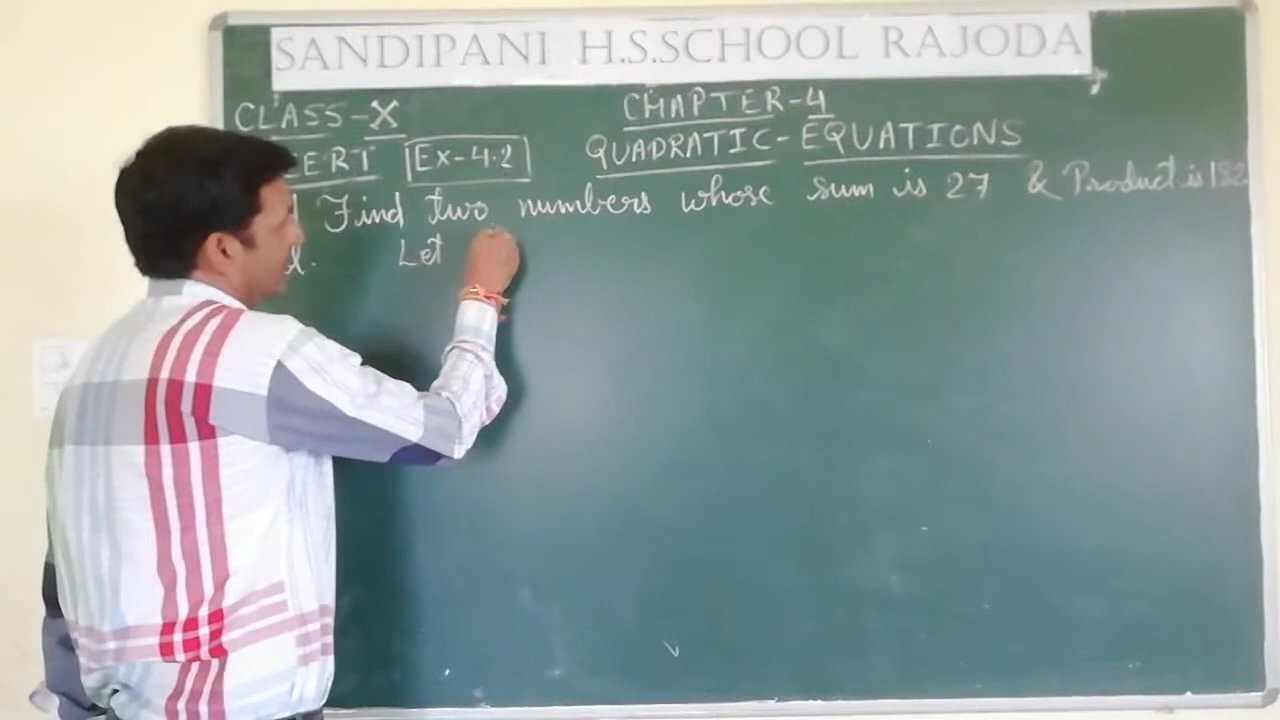 SANDIPANI H.S.SCHOOL RAJODA
CLASS-X
CHAPTER-4
ERT Ex-4.2
QUADRATIC-EQUATIONS
Find two numbers whose sum is 27 & Product is 182
Let